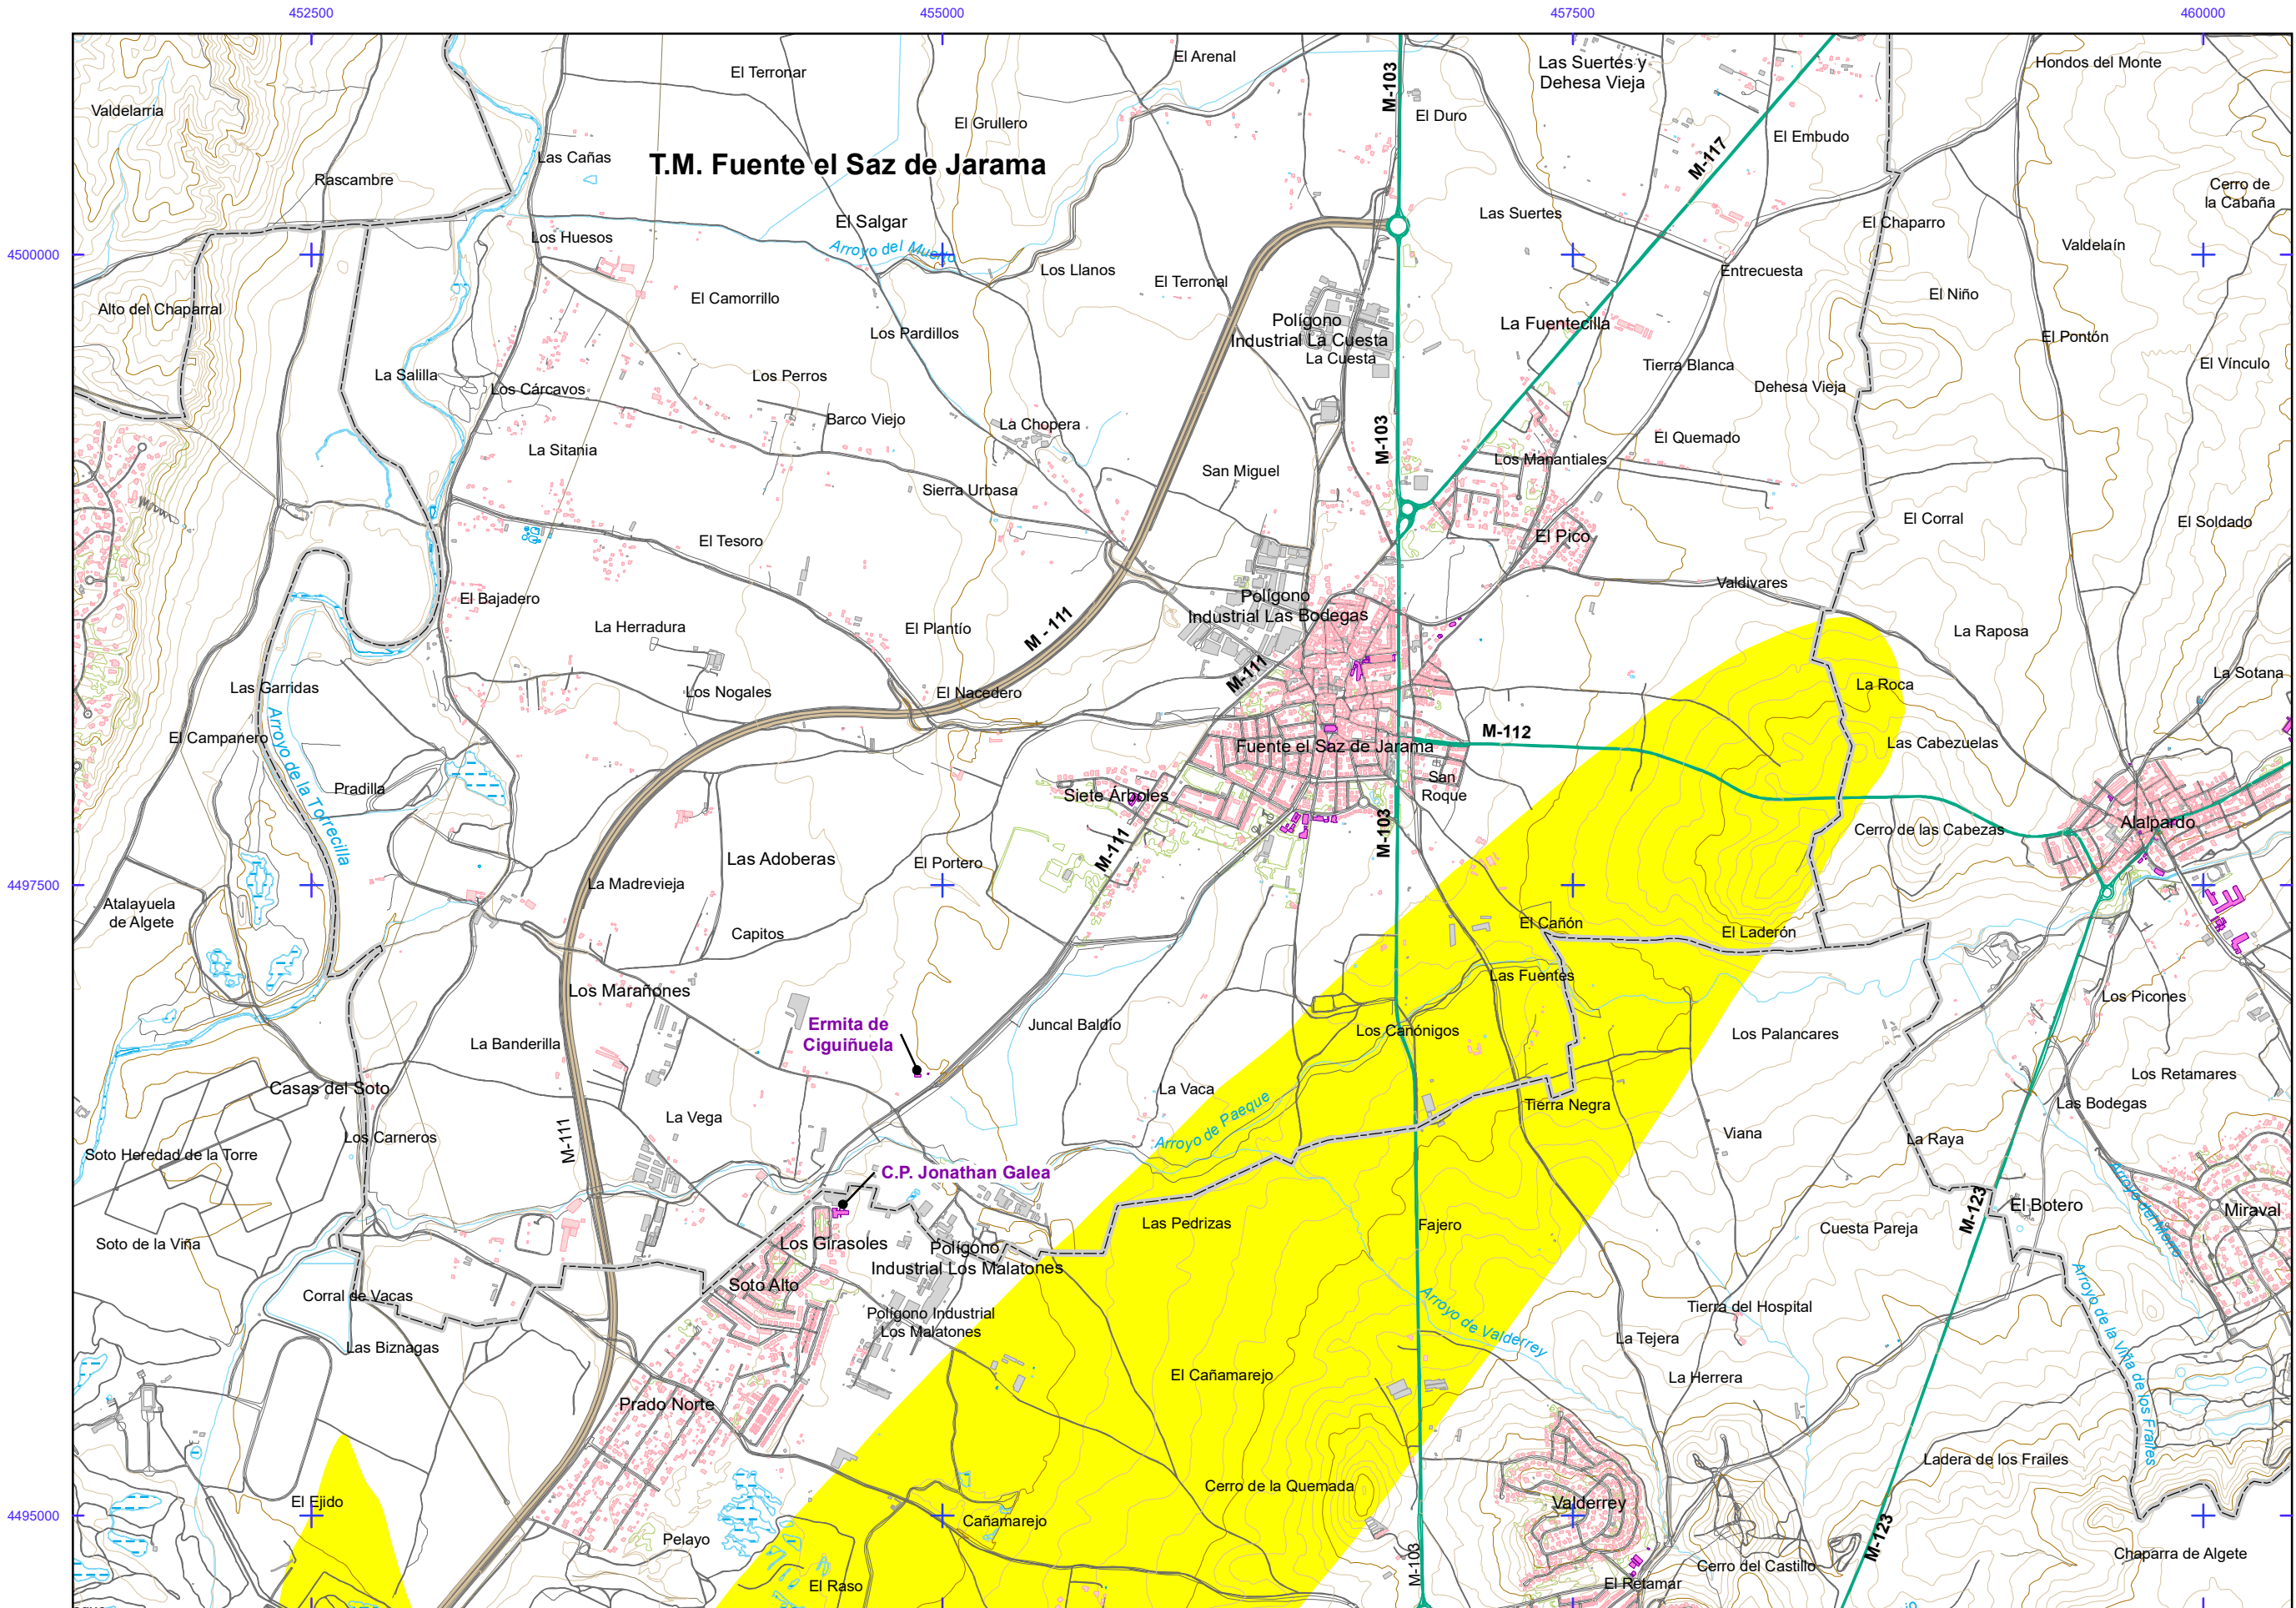 452500
455000
457500
460000
El Arenal
Las Suertes y
Dehesa Vieja
Hondos del Monte
El Terronar
M-103
Valdelarria
El Grullero
El Duro
El Embudo
M-117
Las Cañas
T.M. Fuente el Saz de Jarama
Rascambre
Cerro de
la Cabaña
El Salgar
Las Suertes
El Chaparro
Los Huesos
Arroyo del Muerto
Valdelaín
4500000
Los Llanos
El Terronal
Entrecuesta
El Camorrillo
El Niño
Alto del Chaparral
Polígono
Industrial La Cuesta
La Cuesta
La Fuentecilla
Los Pardillos
El Pontón
El Vínculo
Tierra Blanca
La Salilla
Los Perros
Los Cárcavos
Dehesa Vieja
Barco Viejo
La Chopera
M-103
El Quemado
La Sitania
Los Manantiales
San Miguel
Sierra Urbasa
El Corral
El Soldado
El Tesoro
El Pico
Valdivares
El Bajadero
Polígono
Industrial Las Bodegas
La Herradura
El Plantío
M - 111
La Raposa
M-111
La Sotana
Las Garridas
Los Nogales
El Nacedero
La Roca
Arroyo de la Torrecilla
El Campanero
M-112
Fuente el Saz de Jarama
Las Cabezuelas
San
Roque
Pradilla
Siete Árboles
M-103
Alalpardo
Cerro de las Cabezas
M-111
Las Adoberas
El Portero
4497500
La Madrevieja
Atalayuela
de Algete
El Cañón
El Laderón
Capitos
Las Fuentes
Los Marañones
Los Picones
Ermita de
Ciguiñuela
Juncal Baldío
Los Canónigos
Los Palancares
La Banderilla
Los Retamares
Casas del Soto
La Vaca
Las Bodegas
Tierra Negra
La Vega
Arroyo de Paeque
Los Carneros
M-111
Viana
La Raya
Soto Heredad de la Torre
C.P. Jonathan Galea
Arroyo del Monro
El Botero
M-123
Miraval
Las Pedrizas
Fajero
Cuesta Pareja
Soto de la Viña
Los Girasoles
Polígono
Industrial Los Malatones
Soto Alto
Corral de Vacas
Arroyo de Valderrey
Arroyo de la Viña de los Frailes
Tierra del Hospital
Polígono Industrial
Los Malatones
La Tejera
Las Biznagas
El Cañamarejo
La Herrera
Prado Norte
Ladera de los Frailes
Cerro de la Quemada
El Ejido
Valderrey
4495000
Cañamarejo
Pelayo
M-123
M-103
Chaparra de Algete
Cerro del Castillo
El Raso
El Retamar